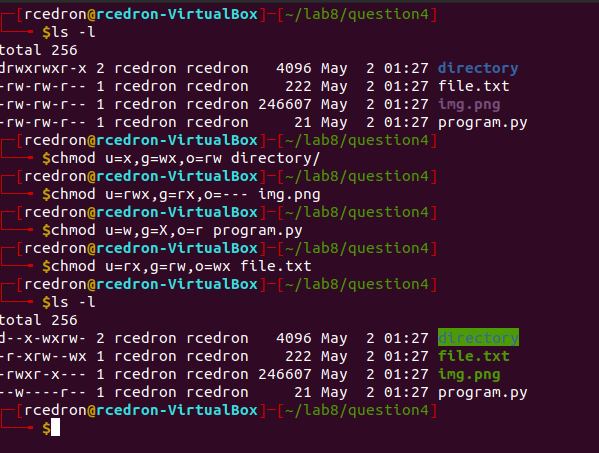 [rcedron@rcedron-VirtualBox]-[~/lab8/question4]
$ls -l
total 256
drwxrwxr-x 2 rcedron rcedron   4096 May  2 01:27 directory
-rw-rw-r-- 1 rcedron rcedron    222 May  2 01:27 file.txt
-rw-rw-r-- 1 rcedron rcedron 246607 May  2 01:27 img.png
-rw-rw-r-- 1 rcedron rcedron     21 May  2 01:27 program.py
[rcedron@rcedron-VirtualBox]-[~/lab8/question4]
$chmod u=x,g=wx,o=rw directory/
[rcedron@rcedron-VirtualBox]-[~/lab8/question4]
$chmod u=rwx,g=rx,o=--- img.png
[rcedron@rcedron-VirtualBox]-[~/lab8/question4]
$chmod u=w,g=X,o=r program.py
[rcedron@rcedron-VirtualBox]-[~/lab8/question4]
$chmod u=rx,g=rw,o=wx file.txt
[rcedron@rcedron-VirtualBox]-[~/lab8/question4]
$ls -l
total 256
d--x-wxrw- 2 rcedron rcedron   4096 May  2 01:27 directory
-r-xrw--wx 1 rcedron rcedron    222 May  2 01:27 file.txt
-rwxr-x--- 1 rcedron rcedron 246607 May  2 01:27 img.png
--w----r-- 1 rcedron rcedron     21 May  2 01:27 program.py
[rcedron@rcedron-VirtualBox]-[~/lab8/question4]
$